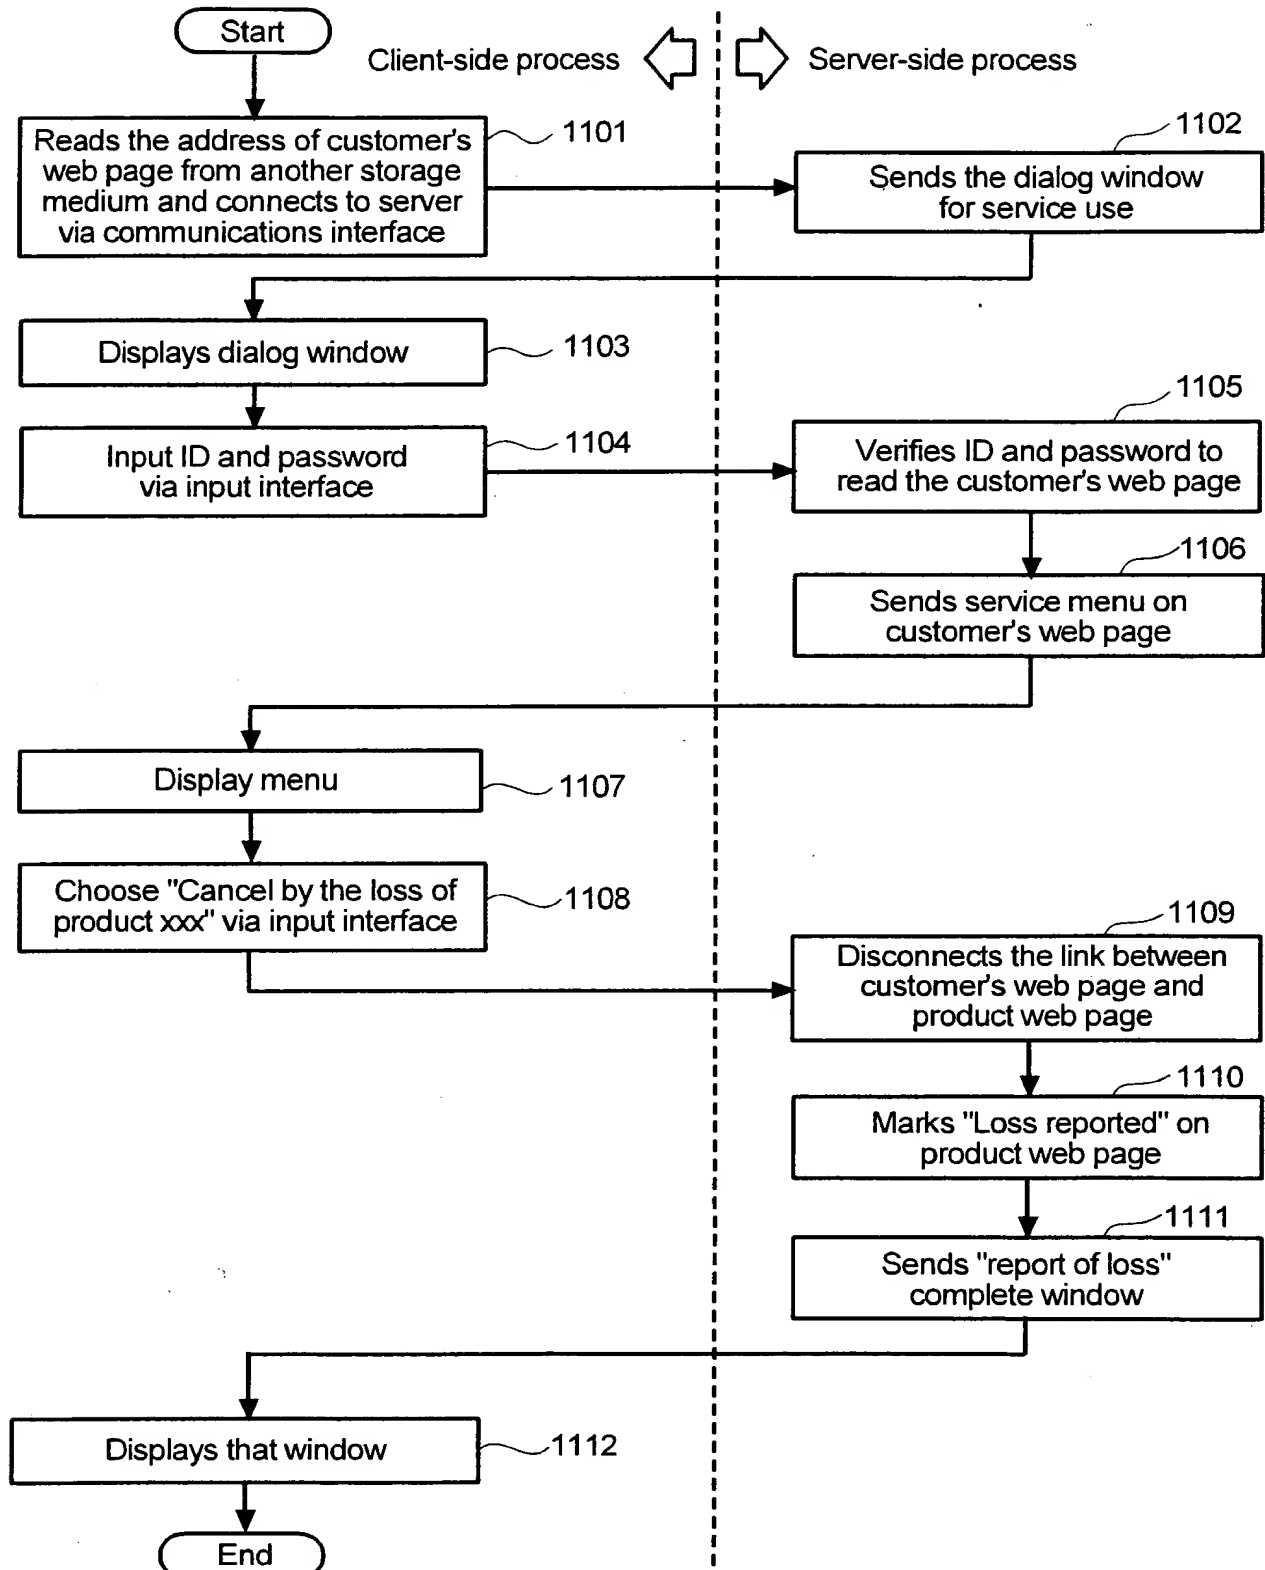 Start
Client-side process
Server-side process
1101
Reads the address of customer's
web page from another storage
medium and connects to server
via communications interface
1102
Sends the dialog window
for service use
Displays dialog window
1103
Input ID and password
via input interface
1104
1105
Verifies ID and password to
read the customer's web page
1106
Sends service menu on
customer's web page
Display menu
1107
Choose "Cancel by the loss of
product xxx" via input interface
1108
1109
Disconnects the link between
customer's web page and
product web page
1110
Marks "Loss reported" on
product web page
1111
Sends "report of loss"
complete window
Displays that window
1112
End